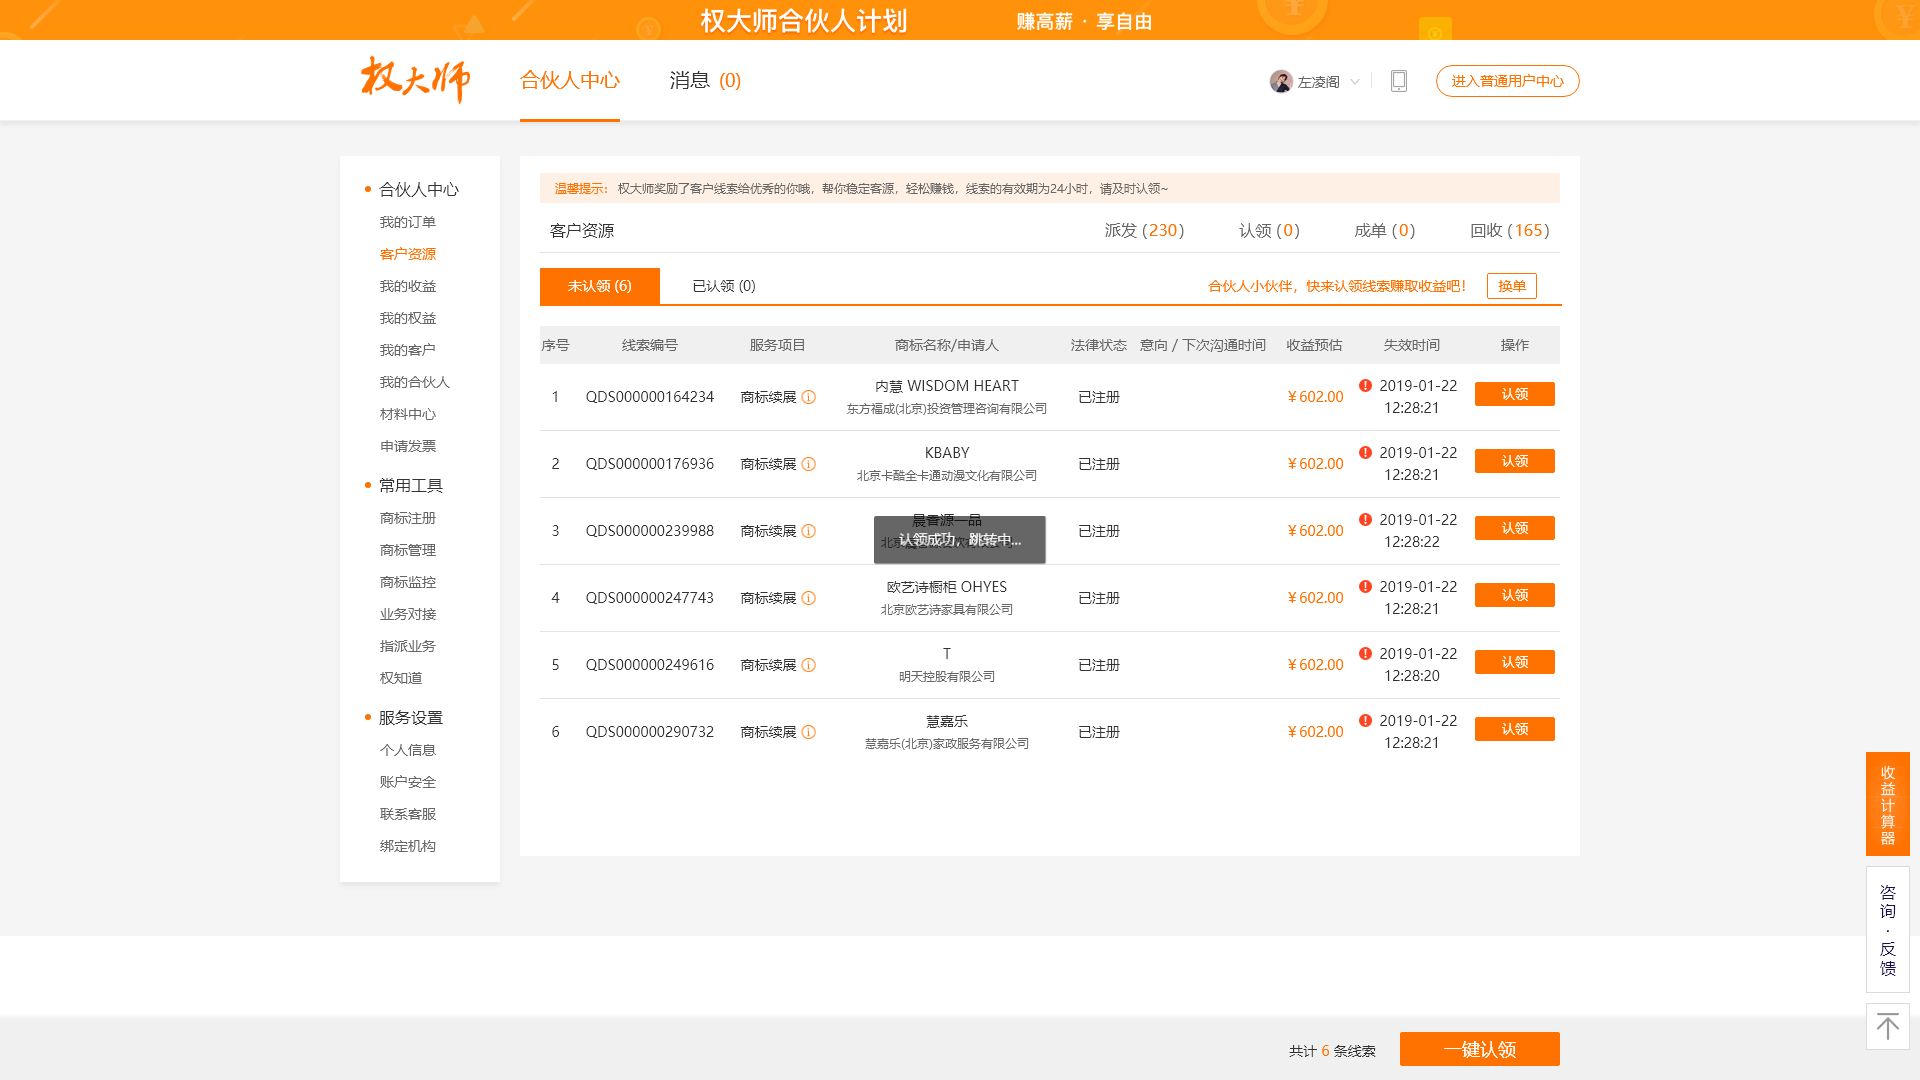 权大师合伙人计划 赚高薪 · 享自由
权大师 合伙人中心 消息 (0) 左凌阁 进入普通用户中心
合伙人中心
我的订单
客户资源
我的收益
我的权益
我的客户
我的合伙人
材料中心
申请发票
常用工具
商标注册
商标管理
商标监控
业务对接
指派业务
权知道
服务设置
个人信息
账户安全
联系客服
绑定机构
温馨提示： 权大师奖励了客户线索给优秀的你哦，帮你稳定客源，轻松赚钱，线索的有效期为24小时，请及时认领~
客户资源 派发 (230) 认领 (0) 成单 (0) 回收 (165)
未认领 (6) 已认领 (0) 合伙人小伙伴，快来认领线索赚取收益吧！ 换单
序号 线索编号 服务项目 商标名称/申请人 法律状态 意向 / 下次沟通时间 收益预估 失效时间 操作
1 QDS000000164234 商标续展 内慧 WISDOM HEART 东方福成(北京)投资管理咨询有限公司 已注册 ¥602.00 2019-01-22 12:28:21 认领
2 QDS000000176936 商标续展 KBABY 北京卡酷全卡通动漫文化有限公司 已注册 ¥602.00 2019-01-22 12:28:21 认领
3 QDS000000239988 商标续展 晨香源一品 已注册 ¥602.00 2019-01-22 12:28:22 认领
认领成功，跳转中...
4 QDS000000247743 商标续展 欧艺诗橱柜 OHYES 北京欧艺诗家具有限公司 已注册 ¥602.00 2019-01-22 12:28:21 认领
5 QDS000000249616 商标续展 T 明天控股有限公司 已注册 ¥602.00 2019-01-22 12:28:20 认领
6 QDS000000290732 商标续展 慧嘉乐 慧嘉乐(北京)家政服务有限公司 已注册 ¥602.00 2019-01-22 12:28:21 认领
收益计算器
咨询·反馈
共计 6 条线索 一键认领